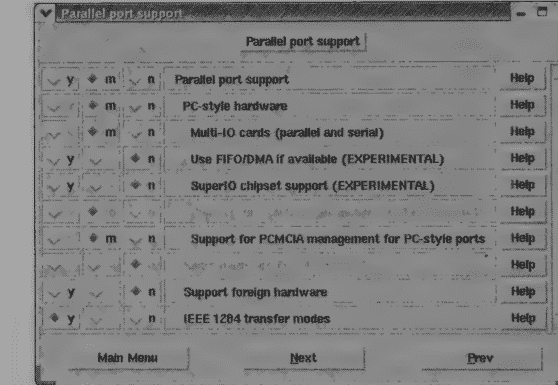 Parallel port support
Parallel port support
y m n Parallel port support Help
m n PC-style hardware Help
m n Multi-IO cards (parallel and serial) Help
y n Use FIFO/DMA if available (EXPERIMENTAL) Help
y n SuperIO chipset support (EXPERIMENTAL) Help
Help
m n Support for PCMCIA management for PC-style ports Help
Help
y n Support foreign hardware Help
y n IEEE 1284 transfer modes Help
Main Menu Next Prev